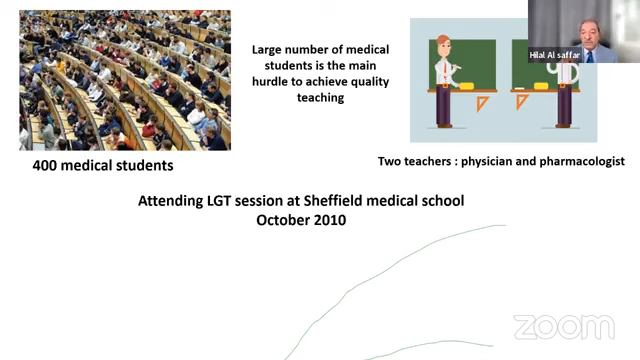 Large number of medical
students is the main
hurdle to achieve quality
teaching
Hilal Al saffar
400 medical students
Two teachers : physician and pharmacologist
Attending LGT session at Sheffield medical school
October 2010
zoom